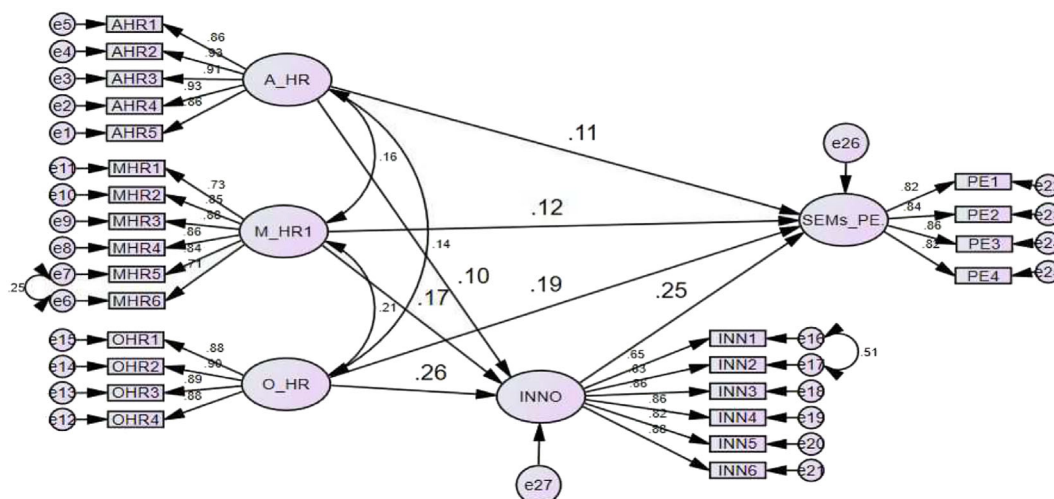 e5 AHR1
.86
e4 AHR2
.93
e3 AHR3
.91
e2 AHR4
.93
e1 AHR5
.86
A_HR
.11
e26
.16
e11 MHR1
.73
e10 MHR2
.85
e9 MHR3
.88
e8 MHR4
.86
e7 MHR5
.84
e6 MHR6
.71
.25
M_HR1
.12
SEMs_PE
.82
PE1
.84
PE2
.86
PE3
.82
PE4
.14
.10
.17
.19
.25
.21
e15 OHR1
.88
e14 OHR2
.90
e13 OHR3
.89
e12 OHR4
.88
O_HR
.26
INNO
e27
.65
INN1 e16
.83
INN2 e17
.51
.86
INN3 e18
.86
INN4 e19
.82
INN5 e20
.88
INN6 e21